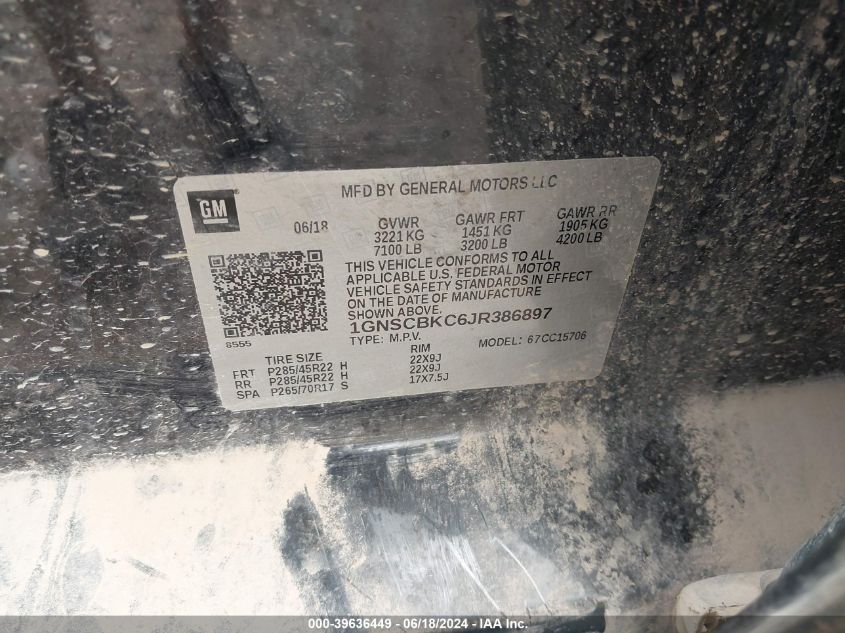 GM
MFD BY GENERAL MOTORS LLC
06/18 GVWR GAWR FRT GAWR RR
3221 KG 1451 KG 1905 KG
7100 LB 3200 LB 4200 LB
THIS VEHICLE CONFORMS TO ALL
APPLICABLE U.S. FEDERAL MOTOR
VEHICLE SAFETY STANDARDS IN EFFECT
ON THE DATE OF MANUFACTURE
SHOWN ABOVE.
1GNSCBKC6JR386897
8555
TYPE: M.P.V. MODEL: 67CC15706
TIRE SIZE RIM
FRT P285/45R22 H 22X9J
RR P285/45R22 H 22X9J
SPA P265/70R17 S 17X7.5J
000-39636449 - 06/18/2024 - © IAA, LLC